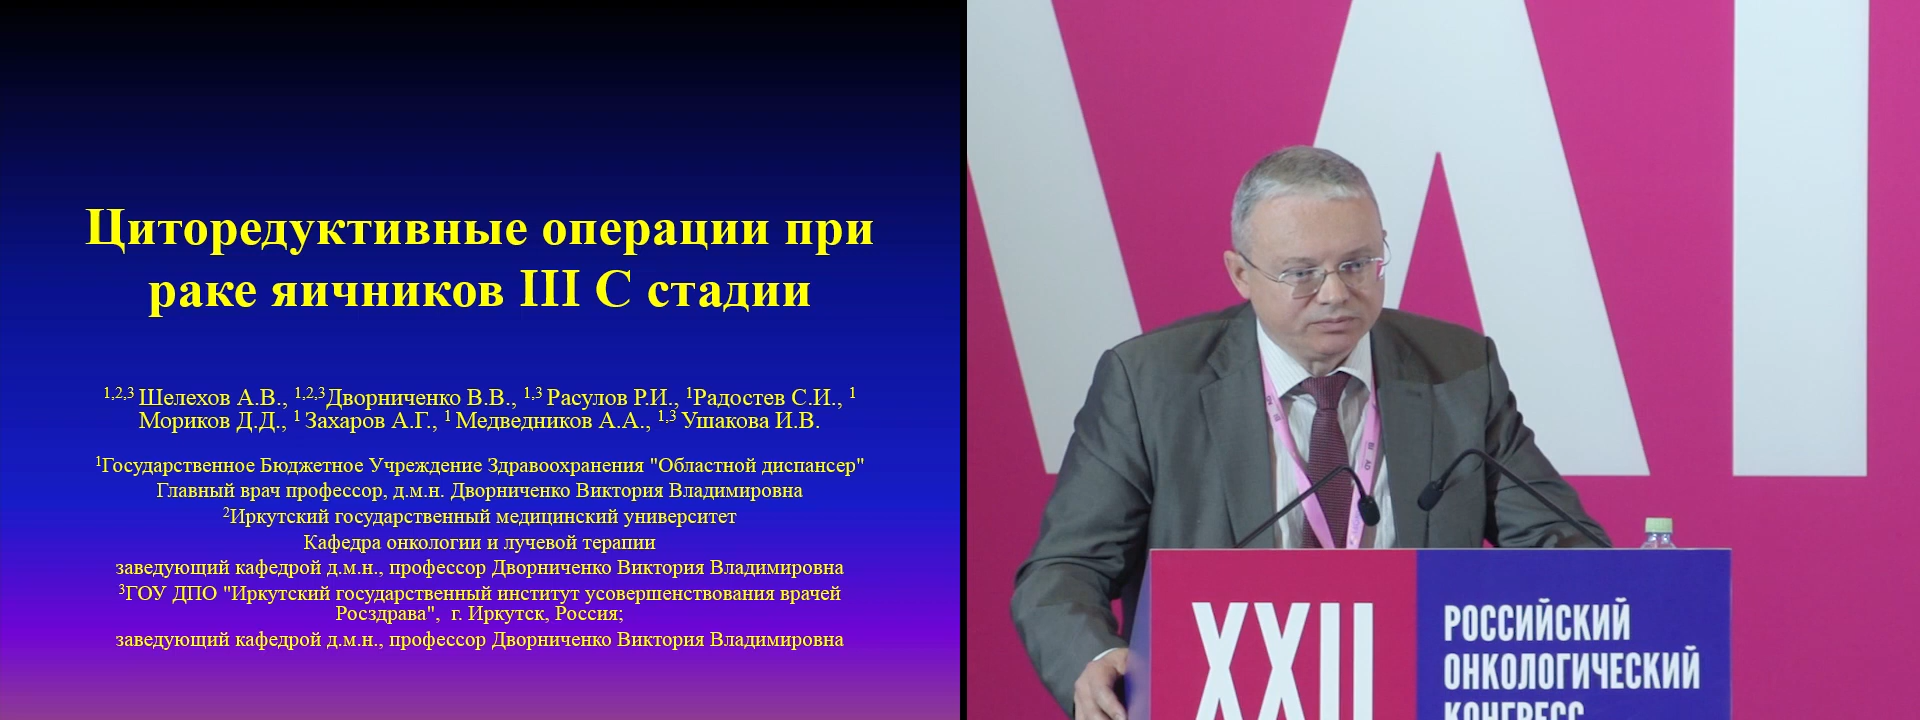 Циторедуктивные операции при
раке яичников III С стадии
1,2,3 Шелехов А.В., 1,2,3Дворниченко В.В., 1,3 Расулов Р.И., 1Радостев С.И., 1
Мориков Д.Д., 1 Захаров А.Г., 1 Медведников А.А., 1,3 Ушакова И.В.
1Государственное Бюджетное Учреждение Здравоохранения "Областной диспансер"
Главный врач профессор, д.м.н. Дворниченко Виктория Владимировна
2Иркутский государственный медицинский университет
Кафедра онкологии и лучевой терапии
заведующий кафедрой д.м.н., профессор Дворниченко Виктория Владимировна
3ГОУ ДПО "Иркутский государственный институт усовершенствования врачей
Росздрава", г. Иркутск, Россия;
заведующий кафедрой д.м.н., профессор Дворниченко Виктория Владимировна
XXII
РОССИЙСКИЙ
ОНКОЛОГИЧЕСКИЙ
КОНГРЕСС